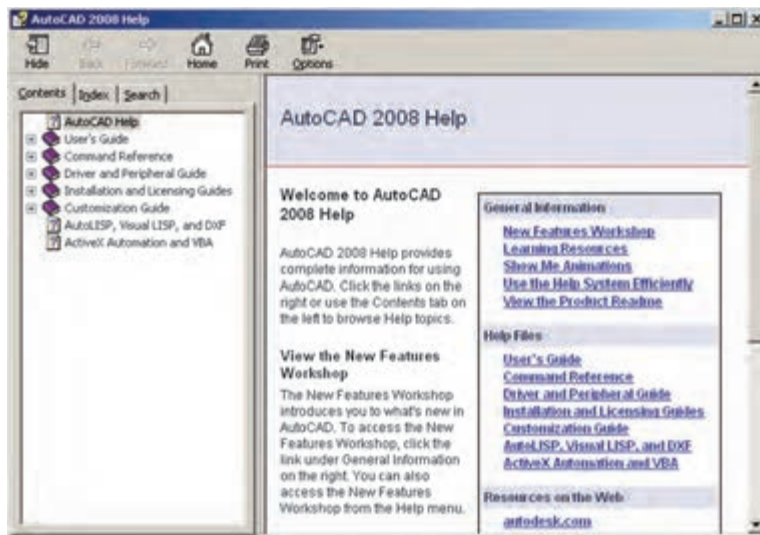 AutoCAD 2008 Help
Hide Back Forward Home Print Options
Contents Index Search
AutoCAD Help
User's Guide
Command Reference
Driver and Peripheral Guide
Installation and Licensing Guides
Customization Guide
AutoLISP, Visual LISP, and DXF
ActiveX Automation and VBA
AutoCAD 2008 Help
Welcome to AutoCAD
2008 Help
AutoCAD 2008 Help provides
complete information for using
AutoCAD. Click the links on the
right or use the Contents tab on
the left to browse Help topics.
View the New Features
Workshop
The New Features Workshop
introduces you to what's new in
AutoCAD. To access the New
Features Workshop, click the
link under General Information
on the right. You can also
access the New Features
Workshop from the Help menu.
General Information
New Features Workshop
Learning Resources
Show Me Animations
Use the Help System Efficiently
View the Product Readme
Help Files
User's Guide
Command Reference
Driver and Peripheral Guide
Installation and Licensing Guides
Customization Guide
AutoLISP, Visual LISP, and DXF
ActiveX Automation and VBA
Resources on the Web
autodesk.com